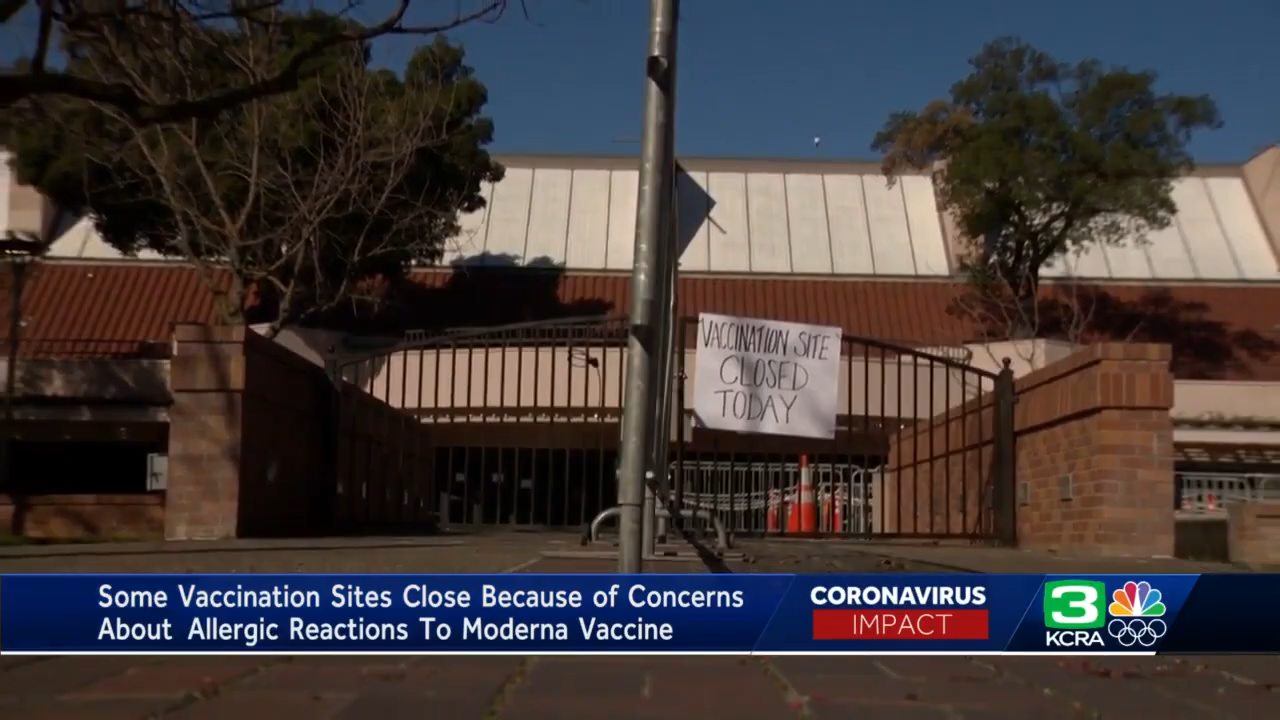 VACCINATION SITE
CLOSED
TODAY
Some Vaccination Sites Close Because of Concerns
About Allergic Reactions To Moderna Vaccine
CORONAVIRUS
IMPACT
3
KCRA